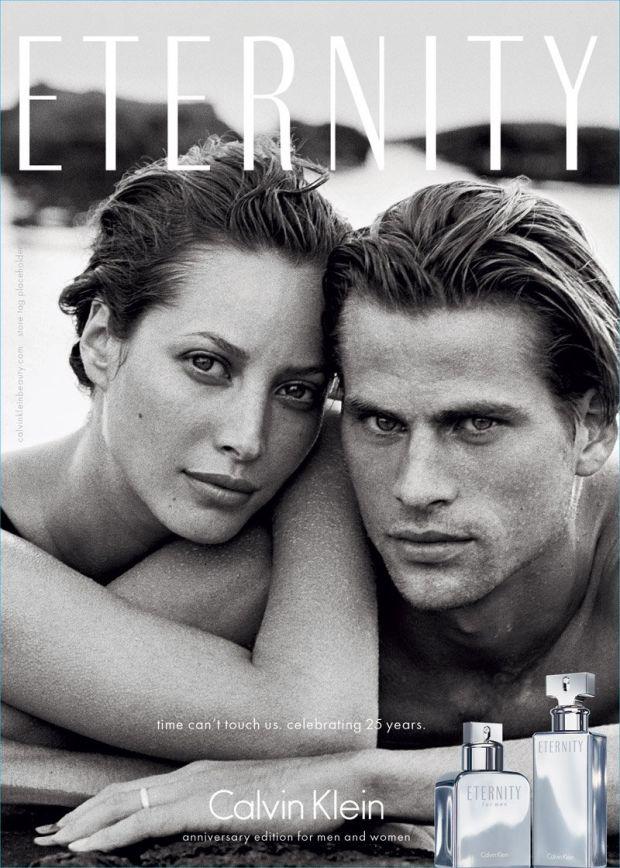 ETERNITY
calvinkleinbeauty.com store tag placeholder
time can't touch us. celebrating 25 years.
Calvin Klein
anniversary edition for men and women
ETERNITY
for men
Calvin Klein
ETERNITY
Calvin Klein